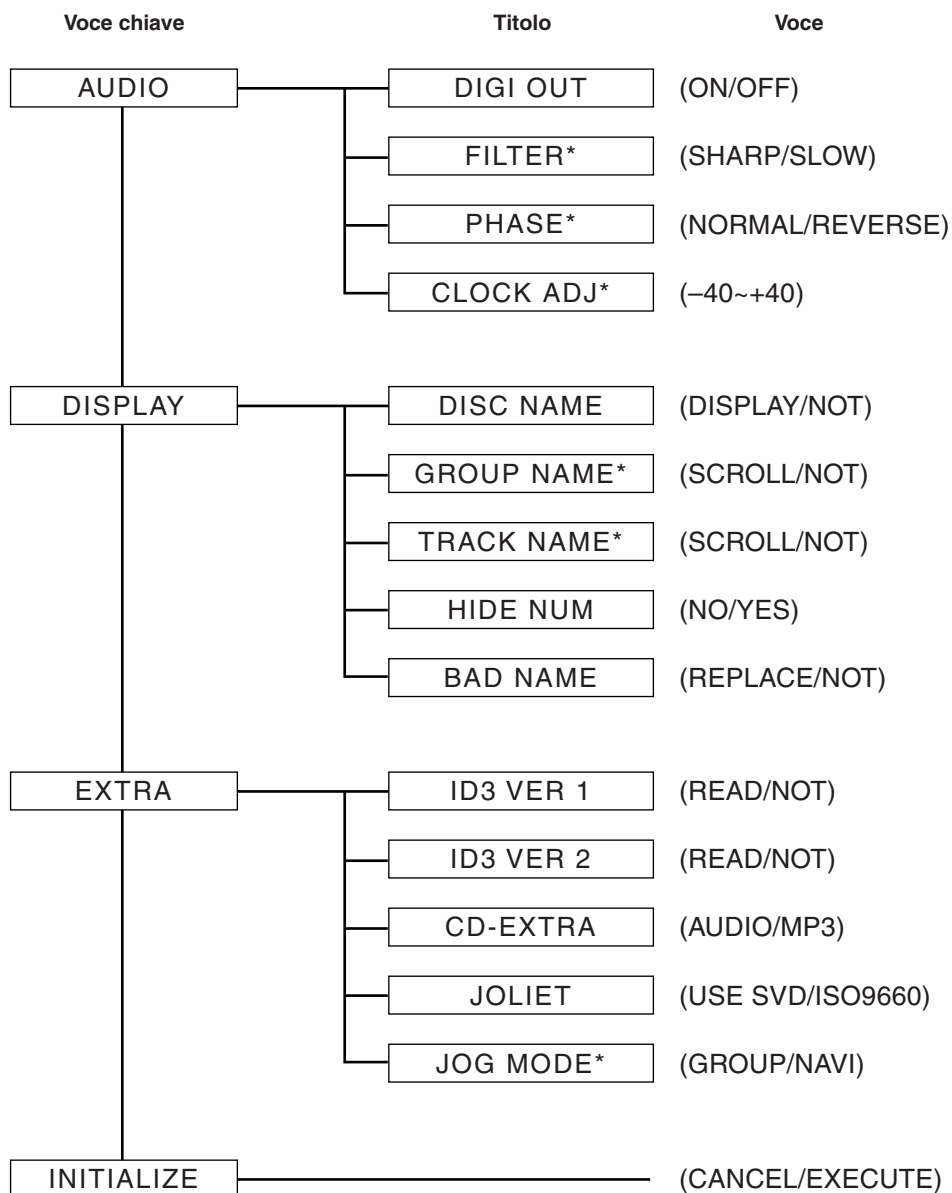 Voce chiave Titolo Voce
AUDIO DIGI OUT (ON/OFF)
FILTER* (SHARP/SLOW)
PHASE* (NORMAL/REVERSE)
CLOCK ADJ* (–40~+40)
DISPLAY DISC NAME (DISPLAY/NOT)
GROUP NAME* (SCROLL/NOT)
TRACK NAME* (SCROLL/NOT)
HIDE NUM (NO/YES)
BAD NAME (REPLACE/NOT)
EXTRA ID3 VER 1 (READ/NOT)
ID3 VER 2 (READ/NOT)
CD-EXTRA (AUDIO/MP3)
JOLIET (USE SVD/ISO9660)
JOG MODE* (GROUP/NAVI)
INITIALIZE (CANCEL/EXECUTE)